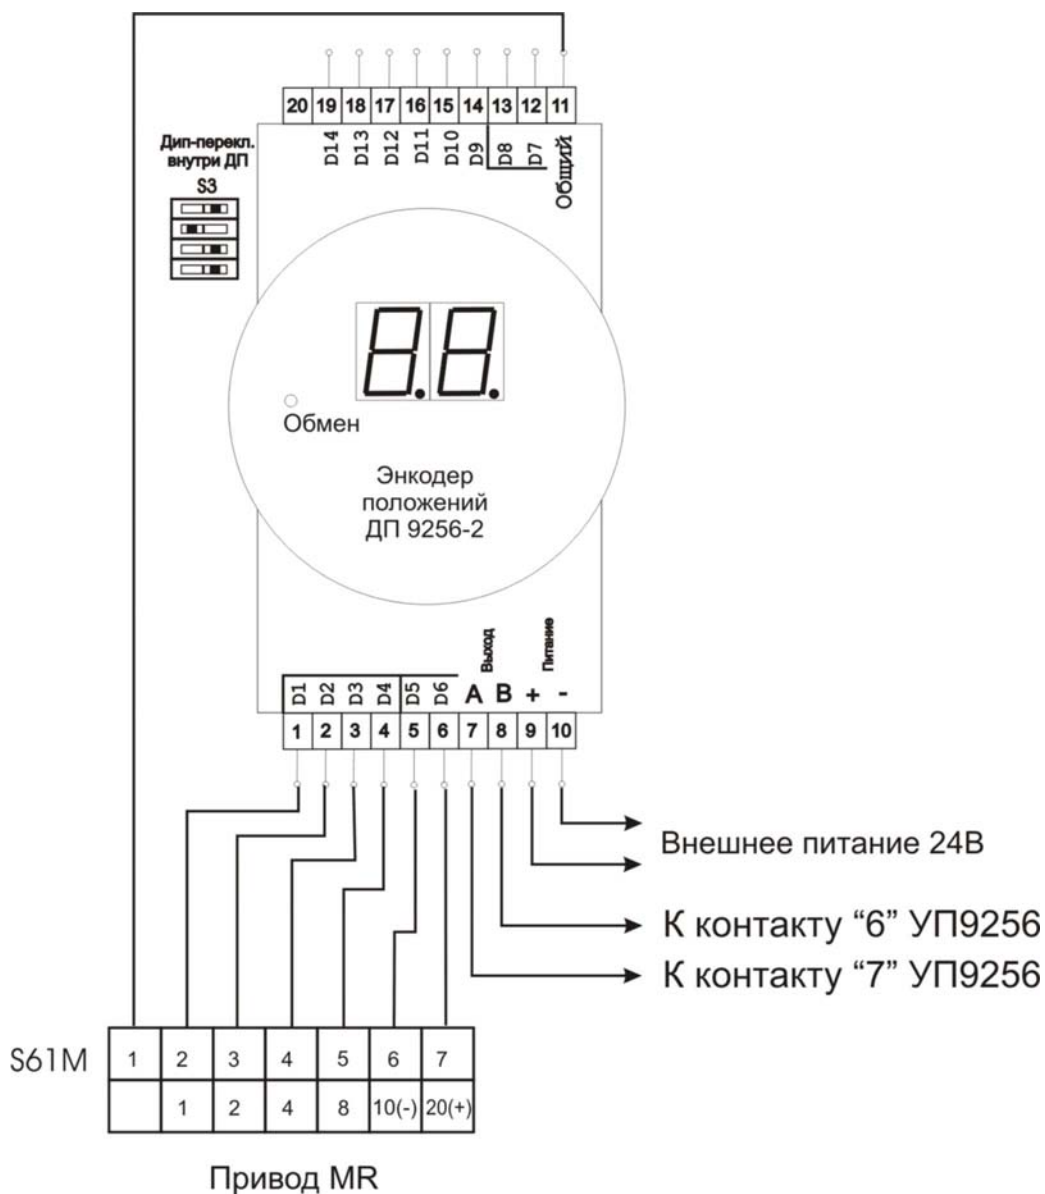 20 19 18 17 16 15 14 13 12 11
D14 D13 D12 D11 D10 D9 D8 D7 Общий
Дип-перекл.
внутри ДП
S3
8.8.
Обмен
Энкодер
положений
ДП 9256-2
Выход Питание
D1 D2 D3 D4 D5 D6 A B + -
1 2 3 4 5 6 7 8 9 10
Внешнее питание 24В
К контакту “6” УП9256
К контакту “7” УП9256
S61M 1 2 3 4 5 6 7
1 2 4 8 10(-) 20(+)
Привод MR